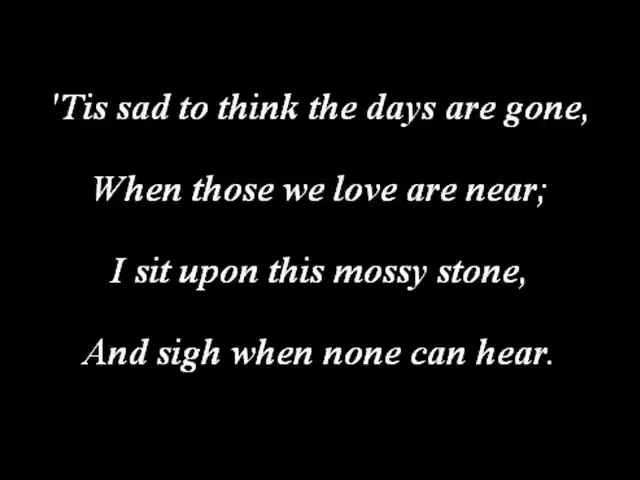 'Tis sad to think the days are gone,
When those we love are near;
I sit upon this mossy stone,
And sigh when none can hear.